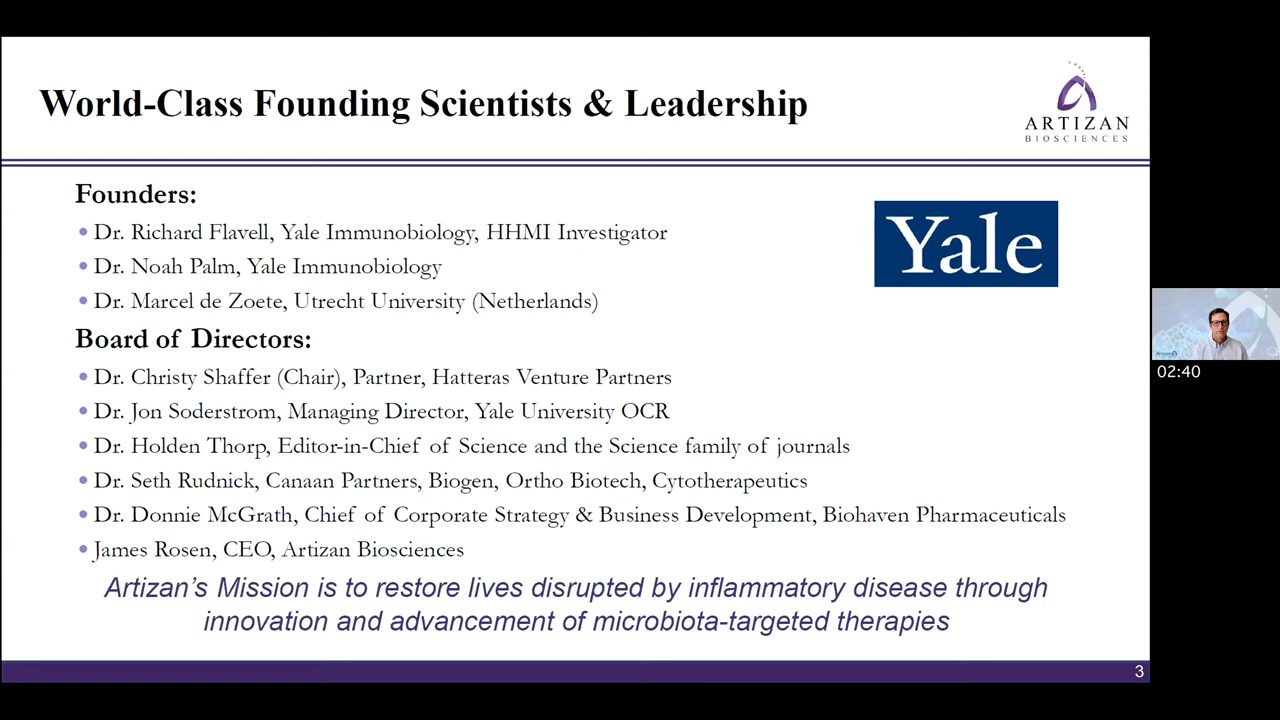 World-Class Founding Scientists & Leadership
ARTIZAN
BIOSCIENCES
Founders:
• Dr. Richard Flavell, Yale Immunobiology, HHMI Investigator
• Dr. Noah Palm, Yale Immunobiology
• Dr. Marcel de Zoete, Utrecht University (Netherlands)
Yale
Board of Directors:
• Dr. Christy Shaffer (Chair), Partner, Hatteras Venture Partners
• Dr. Jon Soderstrom, Managing Director, Yale University OCR
• Dr. Holden Thorp, Editor-in-Chief of Science and the Science family of journals
• Dr. Seth Rudnick, Canaan Partners, Biogen, Ortho Biotech, Cytotherapeutics
• Dr. Donnie McGrath, Chief of Corporate Strategy & Business Development, Biohaven Pharmaceuticals
• James Rosen, CEO, Artizan Biosciences
Artizan's Mission is to restore lives disrupted by inflammatory disease through
innovation and advancement of microbiota-targeted therapies
3
Artizan
02:40